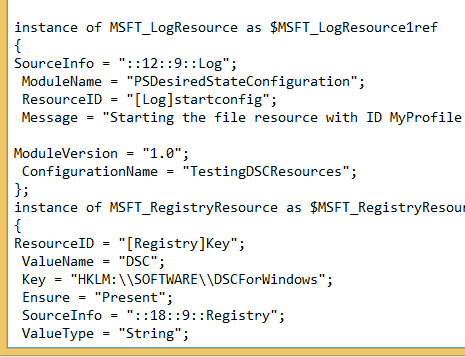 instance of MSFT_LogResource as $MSFT_LogResource1ref
{
SourceInfo = "::12::9::Log";
 ModuleName = "PSDesiredStateConfiguration";
 ResourceID = "[Log]startconfig";
 Message = "Starting the file resource with ID MyProfile

ModuleVersion = "1.0";
 ConfigurationName = "TestingDSCResources";
};
instance of MSFT_RegistryResource as $MSFT_RegistryResour
{
ResourceID = "[Registry]Key";
 ValueName = "DSC";
 Key = "HKLM:\\SOFTWARE\\DSCForWindows";
 Ensure = "Present";
 SourceInfo = "::18::9::Registry";
 ValueType = "String";